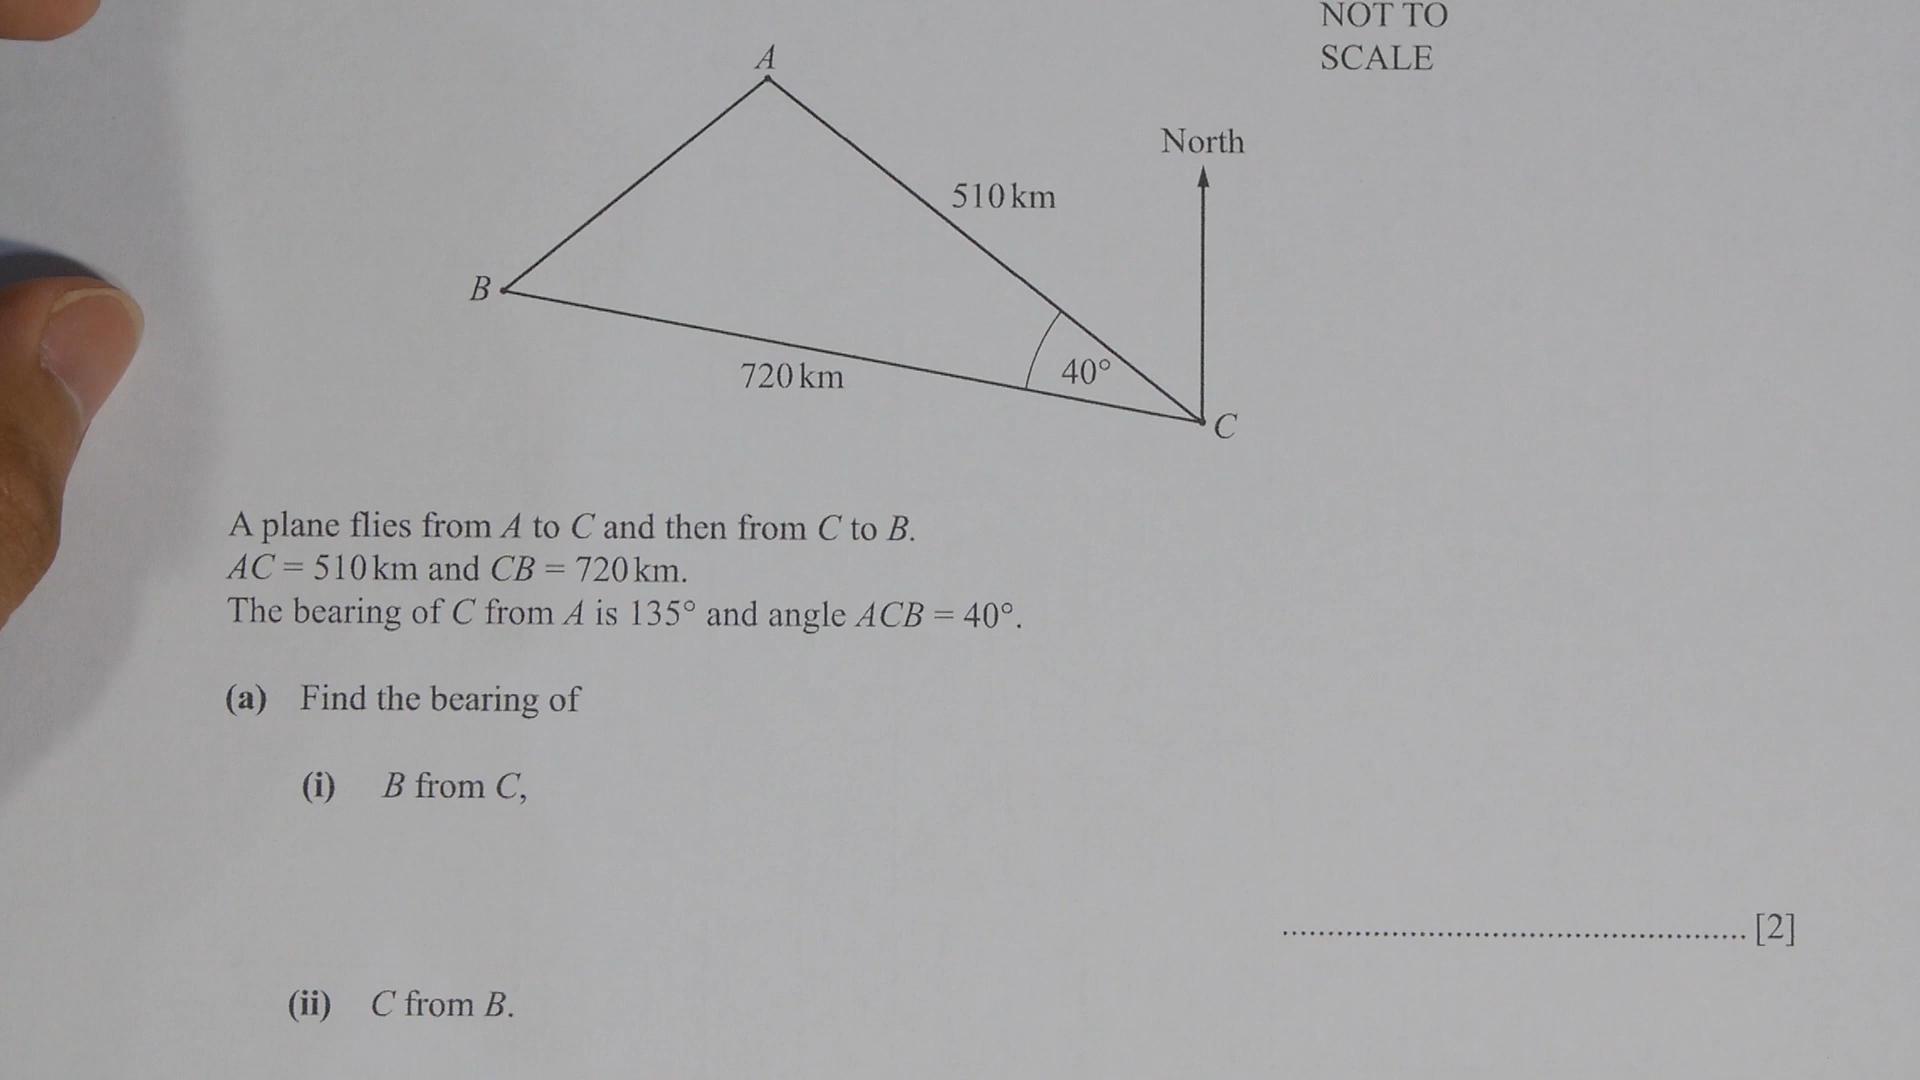 NOT TO
SCALE
A
North
510 km
B
720 km
40°
C
A plane flies from A to C and then from C to B.
AC = 510 km and CB = 720 km.
The bearing of C from A is 135° and angle ACB = 40°.
(a) Find the bearing of
(i) B from C,
.................................................. [2]
(ii) C from B.